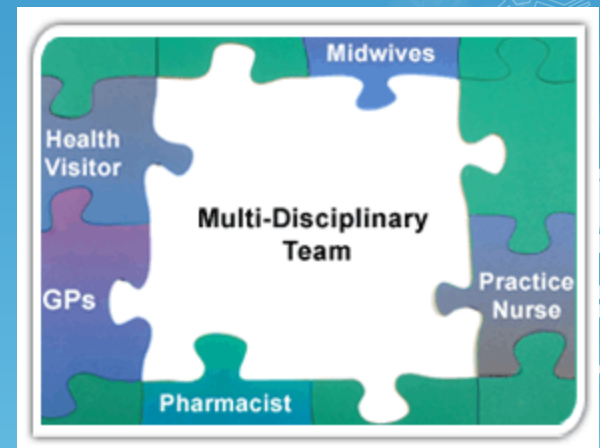 Midwives
Health
Visitor
Multi-Disciplinary
Team
GPs
Practice
Nurse
Pharmacist